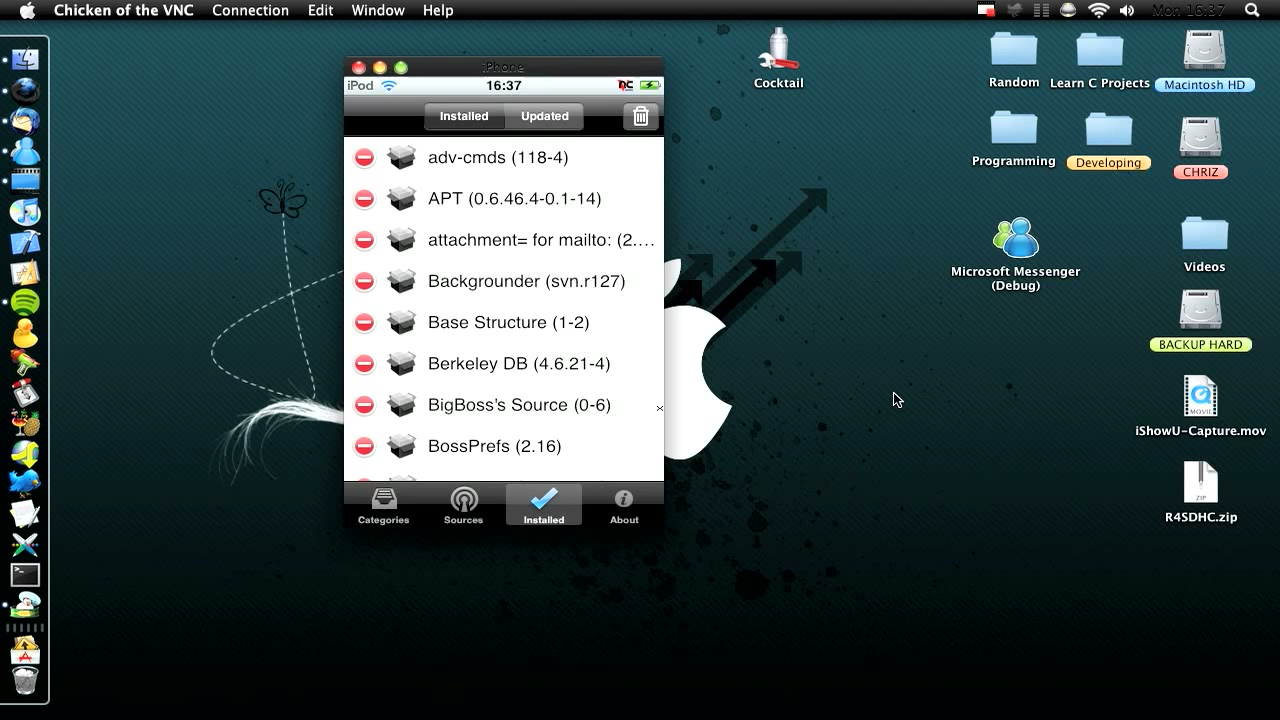 Chicken of the VNC Connection Edit Window Help Mon 16:37
iPhone
iPod 16:37
Installed Updated
adv-cmds (118-4)
APT (0.6.46.4-0.1-14)
attachment= for mailto: (2....
Backgrounder (svn.r127)
Base Structure (1-2)
Berkeley DB (4.6.21-4)
BigBoss's Source (0-6)
BossPrefs (2.16)
Categories Sources Installed About
Cocktail
Random
Learn C Projects
Macintosh HD
Programming
Developing
CHRIZ
Microsoft Messenger
(Debug)
Videos
BACKUP HARD
MOVIE
iShowU-Capture.mov
ZIP
R4SDHC.zip